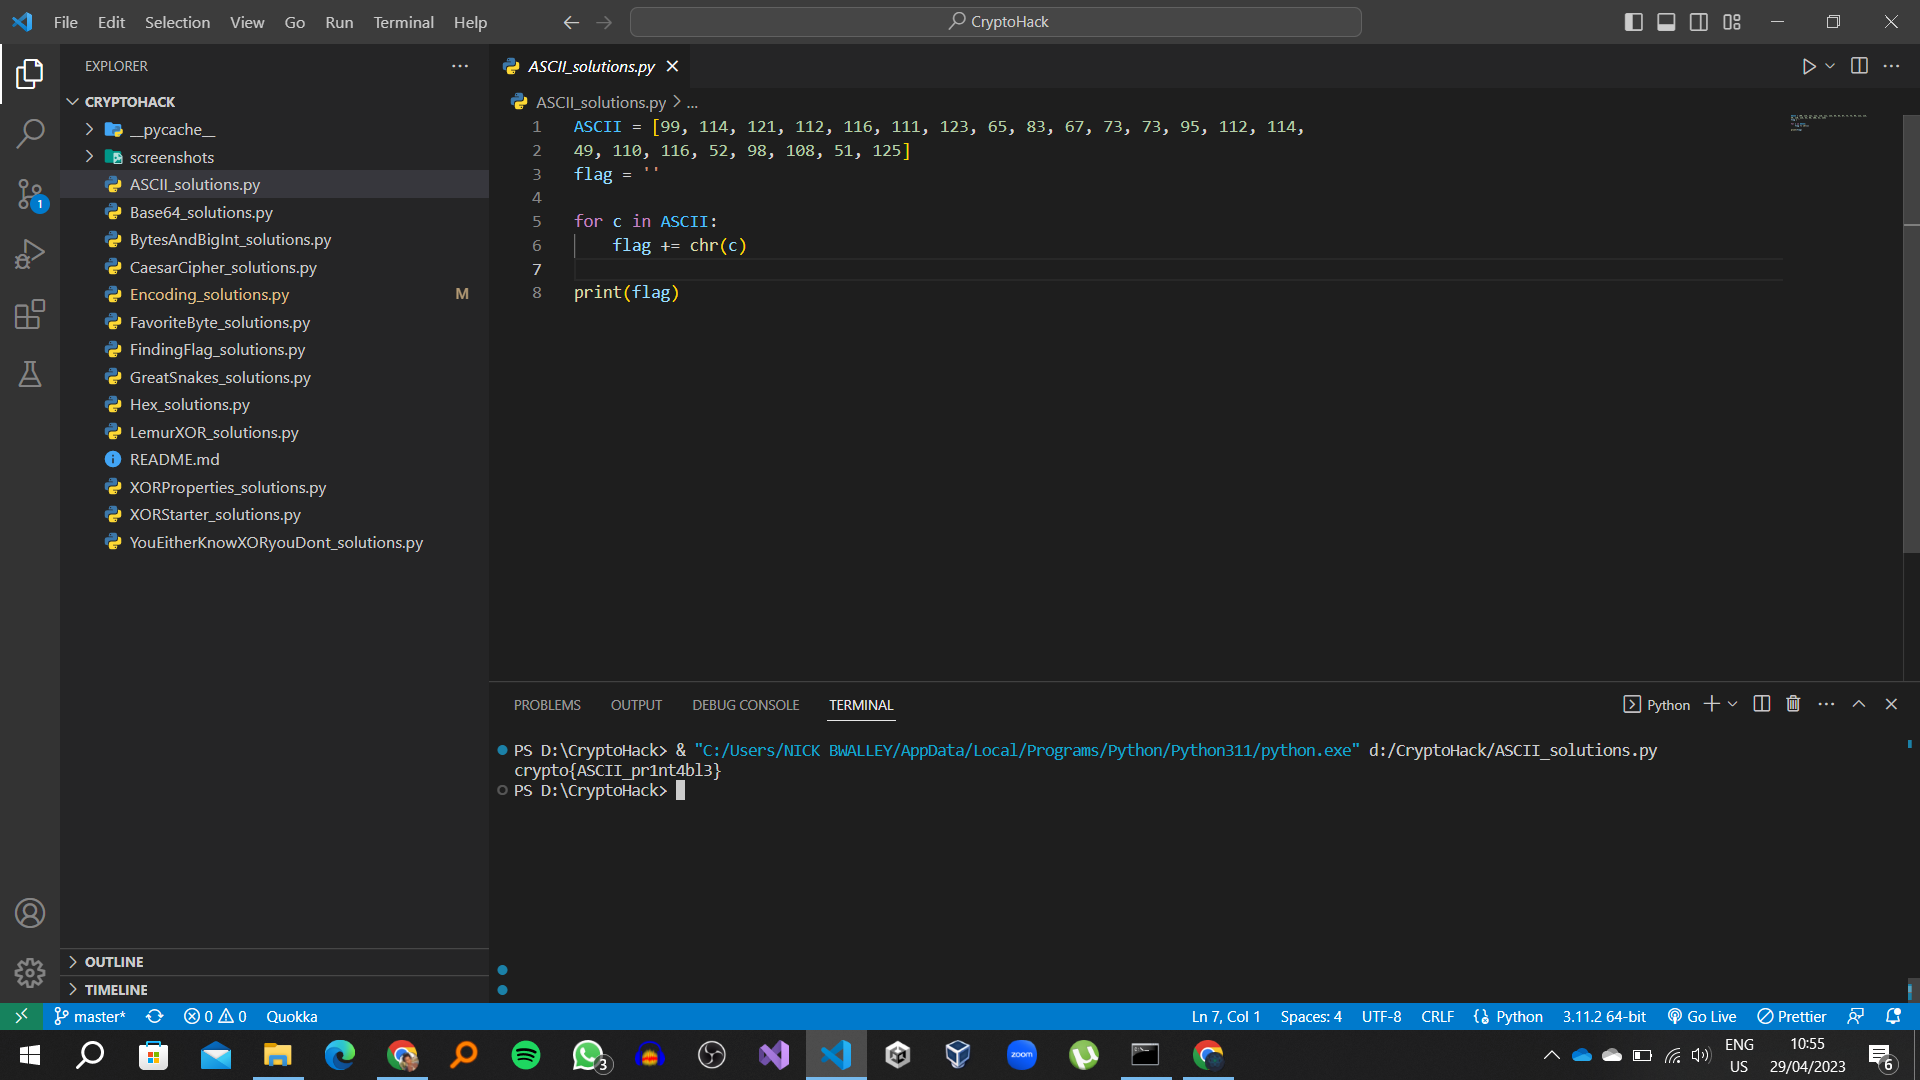 File Edit Selection View Go Run Terminal Help
CryptoHack
EXPLORER
CRYPTOHACK
__pycache__
screenshots
ASCII_solutions.py
Base64_solutions.py
BytesAndBigInt_solutions.py
CaesarCipher_solutions.py
Encoding_solutions.py M
FavoriteByte_solutions.py
FindingFlag_solutions.py
GreatSnakes_solutions.py
Hex_solutions.py
LemurXOR_solutions.py
README.md
XORProperties_solutions.py
XORStarter_solutions.py
YouEitherKnowXORyouDont_solutions.py
OUTLINE
TIMELINE
ASCII_solutions.py
ASCII_solutions.py > ...
1 ASCII = [99, 114, 121, 112, 116, 111, 123, 65, 83, 67, 73, 73, 95, 112, 114,
2 49, 110, 116, 52, 98, 108, 51, 125]
3 flag = ''
4
5 for c in ASCII:
6 flag += chr(c)
7
8 print(flag)
PROBLEMS OUTPUT DEBUG CONSOLE TERMINAL
Python
PS D:\CryptoHack> & "C:/Users/NICK BWALLEY/AppData/Local/Programs/Python/Python311/python.exe" d:/CryptoHack/ASCII_solutions.py
crypto{ASCII_pr1nt4bl3}
PS D:\CryptoHack>
1
master* 0 0 Quokka
Ln 7, Col 1 Spaces: 4 UTF-8 CRLF Python 3.11.2 64-bit Go Live Prettier
zoom
3
ENG
US
10:55
29/04/2023
6